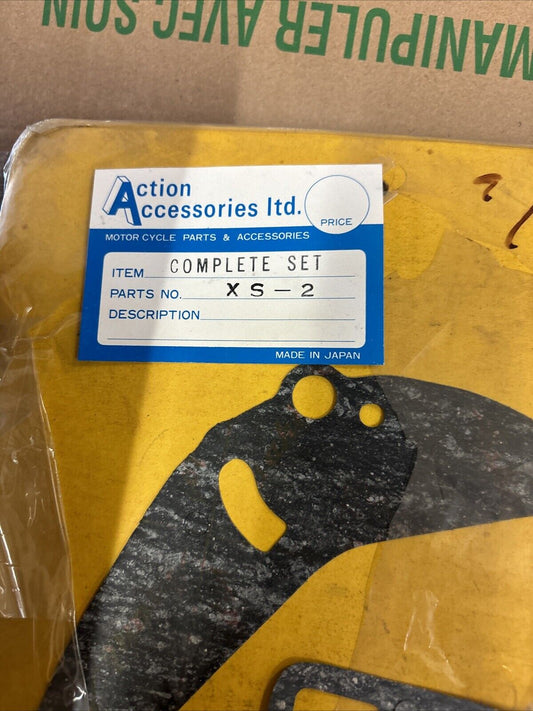 MANIPULER AVEC SOIN
Action
Accessories ltd.
PRICE
MOTOR CYCLE PARTS & ACCESSORIES
ITEM COMPLETE SET
PARTS NO. XS-2
DESCRIPTION
MADE IN JAPAN